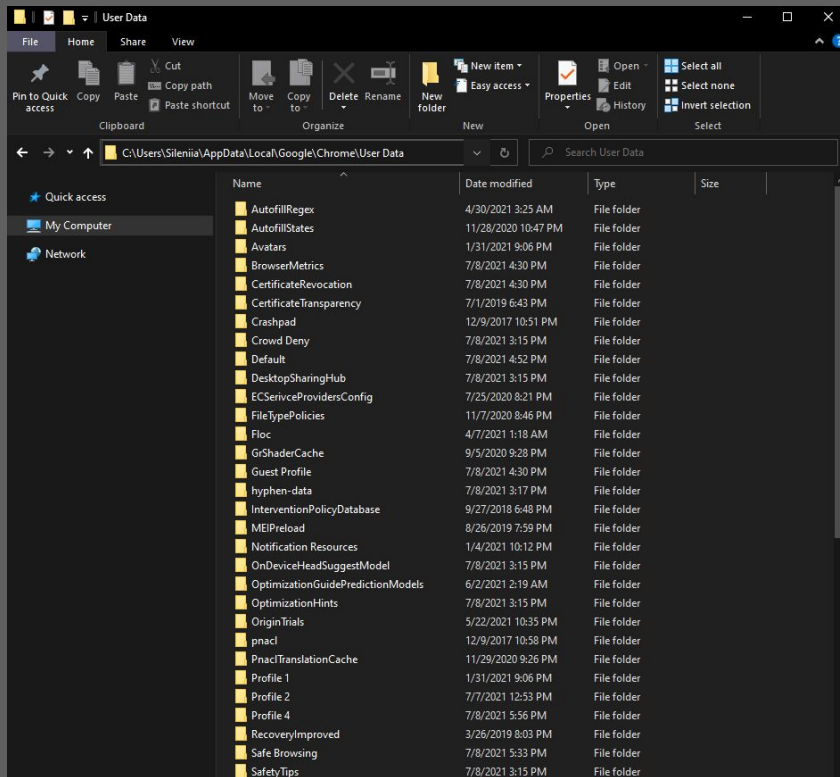 User Data
File Home Share View
Pin to Quick access
Copy
Paste
Cut
Copy path
Paste shortcut
Clipboard
Move to
Copy to
Delete
Rename
Organize
New folder
New item
Easy access
New
Properties
Open
Edit
History
Open
Select all
Select none
Invert selection
Select
C:\Users\Sileniia\AppData\Local\Google\Chrome\User Data
Search User Data
Quick access
My Computer
Network
Name Date modified Type Size
AutofillRegex 4/30/2021 3:25 AM File folder
AutofillStates 11/28/2020 10:47 PM File folder
Avatars 1/31/2021 9:06 PM File folder
BrowserMetrics 7/8/2021 4:30 PM File folder
CertificateRevocation 7/8/2021 4:30 PM File folder
CertificateTransparency 7/1/2019 6:43 PM File folder
Crashpad 12/9/2017 10:51 PM File folder
Crowd Deny 7/8/2021 3:15 PM File folder
Default 7/8/2021 4:52 PM File folder
DesktopSharingHub 7/8/2021 3:15 PM File folder
ECSerivceProvidersConfig 7/25/2020 8:21 PM File folder
FileTypePolicies 11/7/2020 8:46 PM File folder
Floc 4/7/2021 1:18 AM File folder
GrShaderCache 9/5/2020 9:28 PM File folder
Guest Profile 7/8/2021 4:30 PM File folder
hyphen-data 7/8/2021 3:17 PM File folder
InterventionPolicyDatabase 9/27/2018 6:48 PM File folder
MEIPreload 8/26/2019 7:59 PM File folder
Notification Resources 1/4/2021 10:12 PM File folder
OnDeviceHeadSuggestModel 7/8/2021 3:15 PM File folder
OptimizationGuidePredictionModels 6/2/2021 2:19 AM File folder
OptimizationHints 7/8/2021 3:15 PM File folder
OriginTrials 5/22/2021 10:35 PM File folder
pnacl 12/9/2017 10:58 PM File folder
PnaclTranslationCache 11/29/2020 9:26 PM File folder
Profile 1 1/31/2021 9:06 PM File folder
Profile 2 7/7/2021 12:53 PM File folder
Profile 4 7/8/2021 5:56 PM File folder
RecoveryImproved 3/26/2019 8:03 PM File folder
Safe Browsing 7/8/2021 5:33 PM File folder
SafetyTips 7/8/2021 3:15 PM File folder